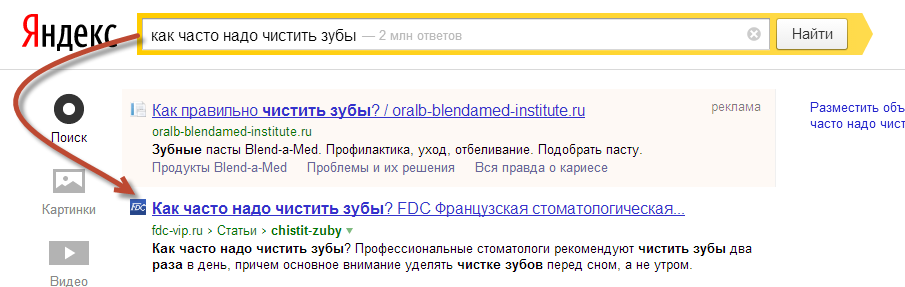 Яндекс
как часто надо чистить зубы — 2 млн ответов
Найти
Поиск
Картинки
Видео
Как правильно чистить зубы? / oralb-blendamed-institute.ru
реклама
oralb-blendamed-institute.ru
Зубные пасты Blend-a-Med. Профилактика, уход, отбеливание. Подобрать пасту.
Продукты Blend-a-Med Проблемы и их решения Вся правда о кариесе
FDC
Как часто надо чистить зубы? FDC Французская стоматологическая...
fdc-vip.ru › Статьи › chistit-zuby
Как часто надо чистить зубы? Профессиональные стоматологи рекомендуют чистить зубы два
раза в день, причем основное внимание уделять чистке зубов перед сном, а не утром.
Разместить объ
часто надо чист